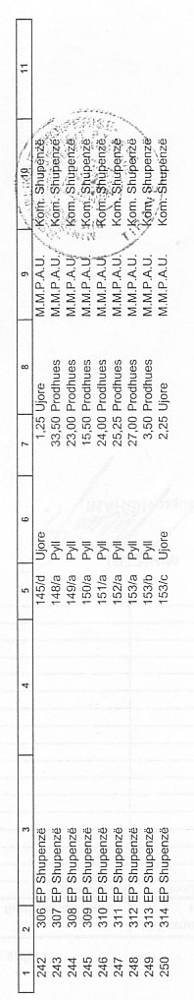 1 2 3 4 5 6 7 8 9 10 11
242 306 EP Shupenzë 145/d Ujore 1,25 Ujore M.M.P.A.U. Kom. Shupenzë
243 307 EP Shupenzë 148/a Pyll 33,50 Prodhues M.M.P.A.U. Kom. Shupenzë
244 308 EP Shupenzë 149/a Pyll 23,00 Prodhues M.M.P.A.U. Kom. Shupenzë
245 309 EP Shupenzë 150/a Pyll 15,50 Prodhues M.M.P.A.U. Kom. Shupenzë
246 310 EP Shupenzë 151/a Pyll 24,00 Prodhues M.M.P.A.U. Kom. Shupenzë
247 311 EP Shupenzë 152/a Pyll 25,25 Prodhues M.M.P.A.U. Kom. Shupenzë
248 312 EP Shupenzë 153/a Pyll 27,00 Prodhues M.M.P.A.U. Kom. Shupenzë
249 313 EP Shupenzë 153/b Pyll 3,50 Prodhues M.M.P.A.U. Kom. Shupenzë
250 314 EP Shupenzë 153/c Ujore 2,25 Ujore M.M.P.A.U. Kom. Shupenzë